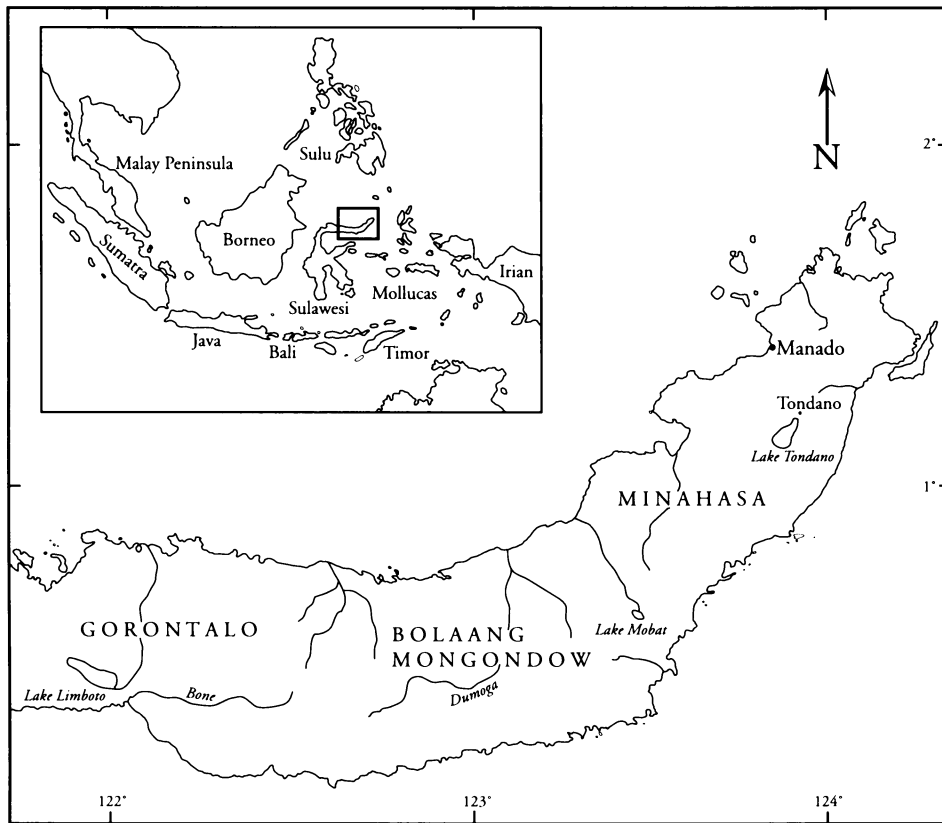 Malay Peninsula
Sulu
Borneo
Sumatra
Irian
Mollucas
Sulawesi
Java
Bali
Timor
N
2°
Manado
Tondano
Lake Tondano
1°
MINAHASA
GORONTALO
BOLAANG
MONGONDOW
Lake Mobat
Lake Limboto
Bone
Dumoga
122°
123°
124°